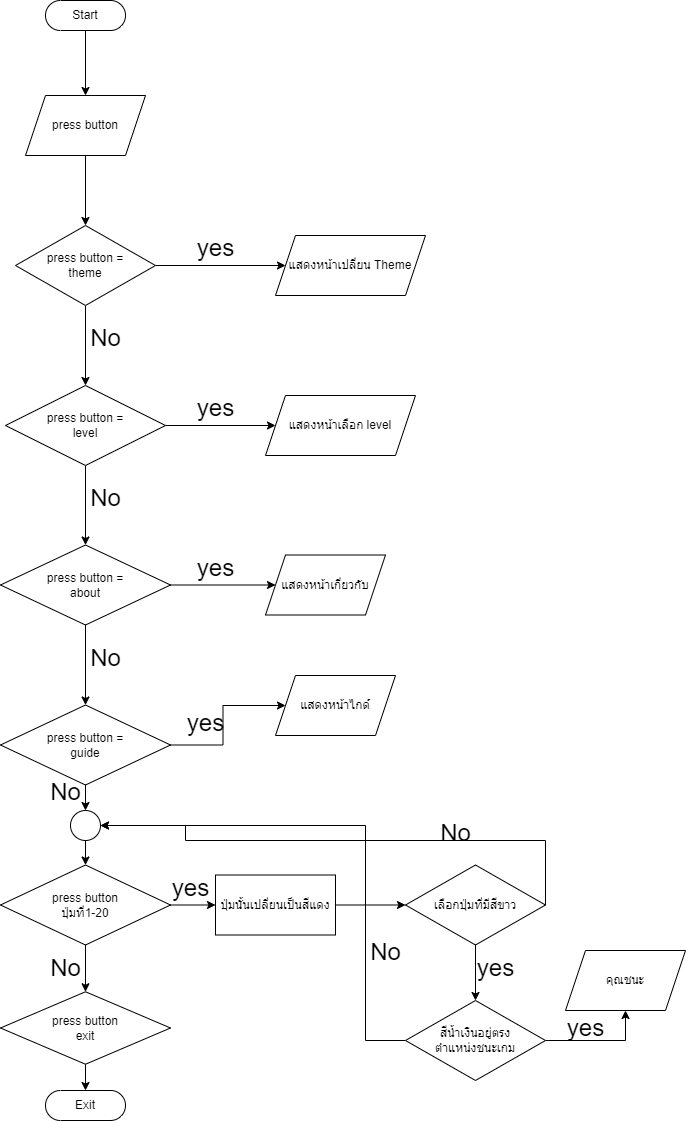 Start
press button
press button =
theme
yes
แสดงหน้าเปลี่ยน Theme
No
press button =
level
yes
แสดงหน้าเลือก level
No
press button =
about
yes
แสดงหน้าเกี่ยวกับ
No
press button =
guide
yes
แสดงหน้าไกด์
No
No
press button
ปุ่มที่1-20
yes
ปุ่มนั้นเปลี่ยนเป็นสีแดง
เลือกปุ่มที่มีสีขาว
No
No
yes
คุณชนะ
press button
exit
สีน้ำเงินอยู่ตรง
ตำแหน่งชนะเกม
yes
Exit